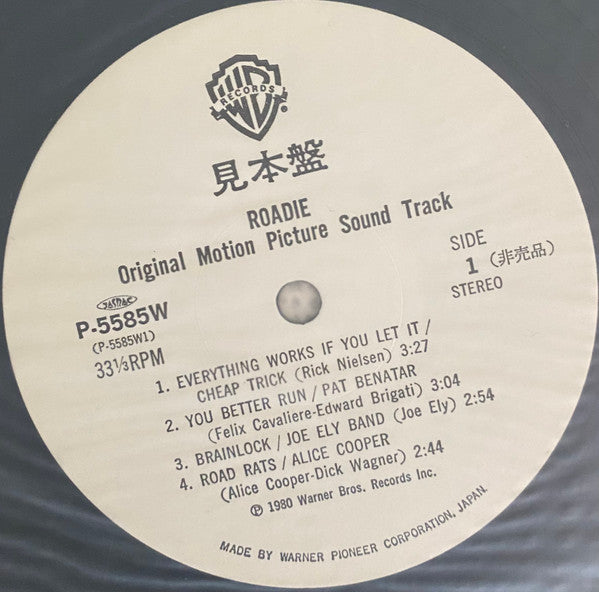 WB
RECORDS
®
見本盤
ROADIE
Original Motion Picture Sound Track
JASRAC
P-5585W
(P-5585W1)
33⅓RPM
SIDE
1 (非売品)
STEREO
1. EVERYTHING WORKS IF YOU LET IT /
CHEAP TRICK (Rick Nielsen) 3:27
2. YOU BETTER RUN / PAT BENATAR
(Felix Cavaliere-Edward Brigati) 3:04
3. BRAINLOCK / JOE ELY BAND (Joe Ely) 2:54
4. ROAD RATS / ALICE COOPER
(Alice Cooper-Dick Wagner) 2:44
℗ 1980 Warner Bros. Records Inc.
MADE BY WARNER PIONEER CORPORATION, JAPAN.